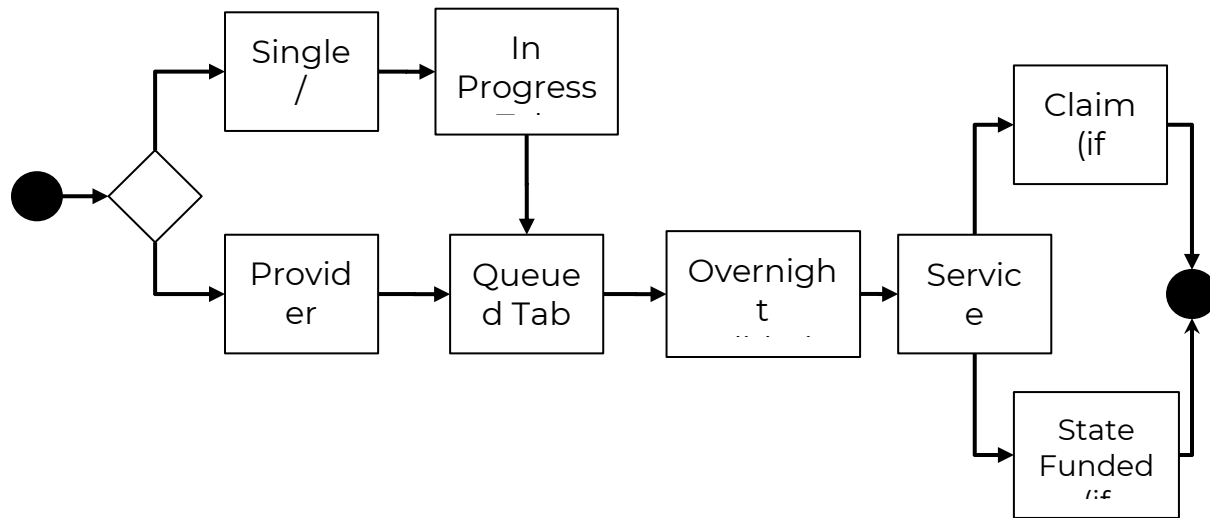 Single
/
In
Progress
Provid
er
Queue
d Tab
Overnigh
t
Servic
e
Claim
(if
State
Funded